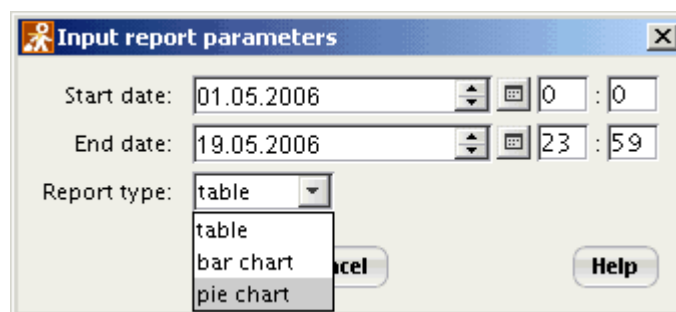 Input report parameters
Start date: 01.05.2006 0 : 0
End date: 19.05.2006 23 : 59
Report type: table
table
bar chart
pie chart
Help